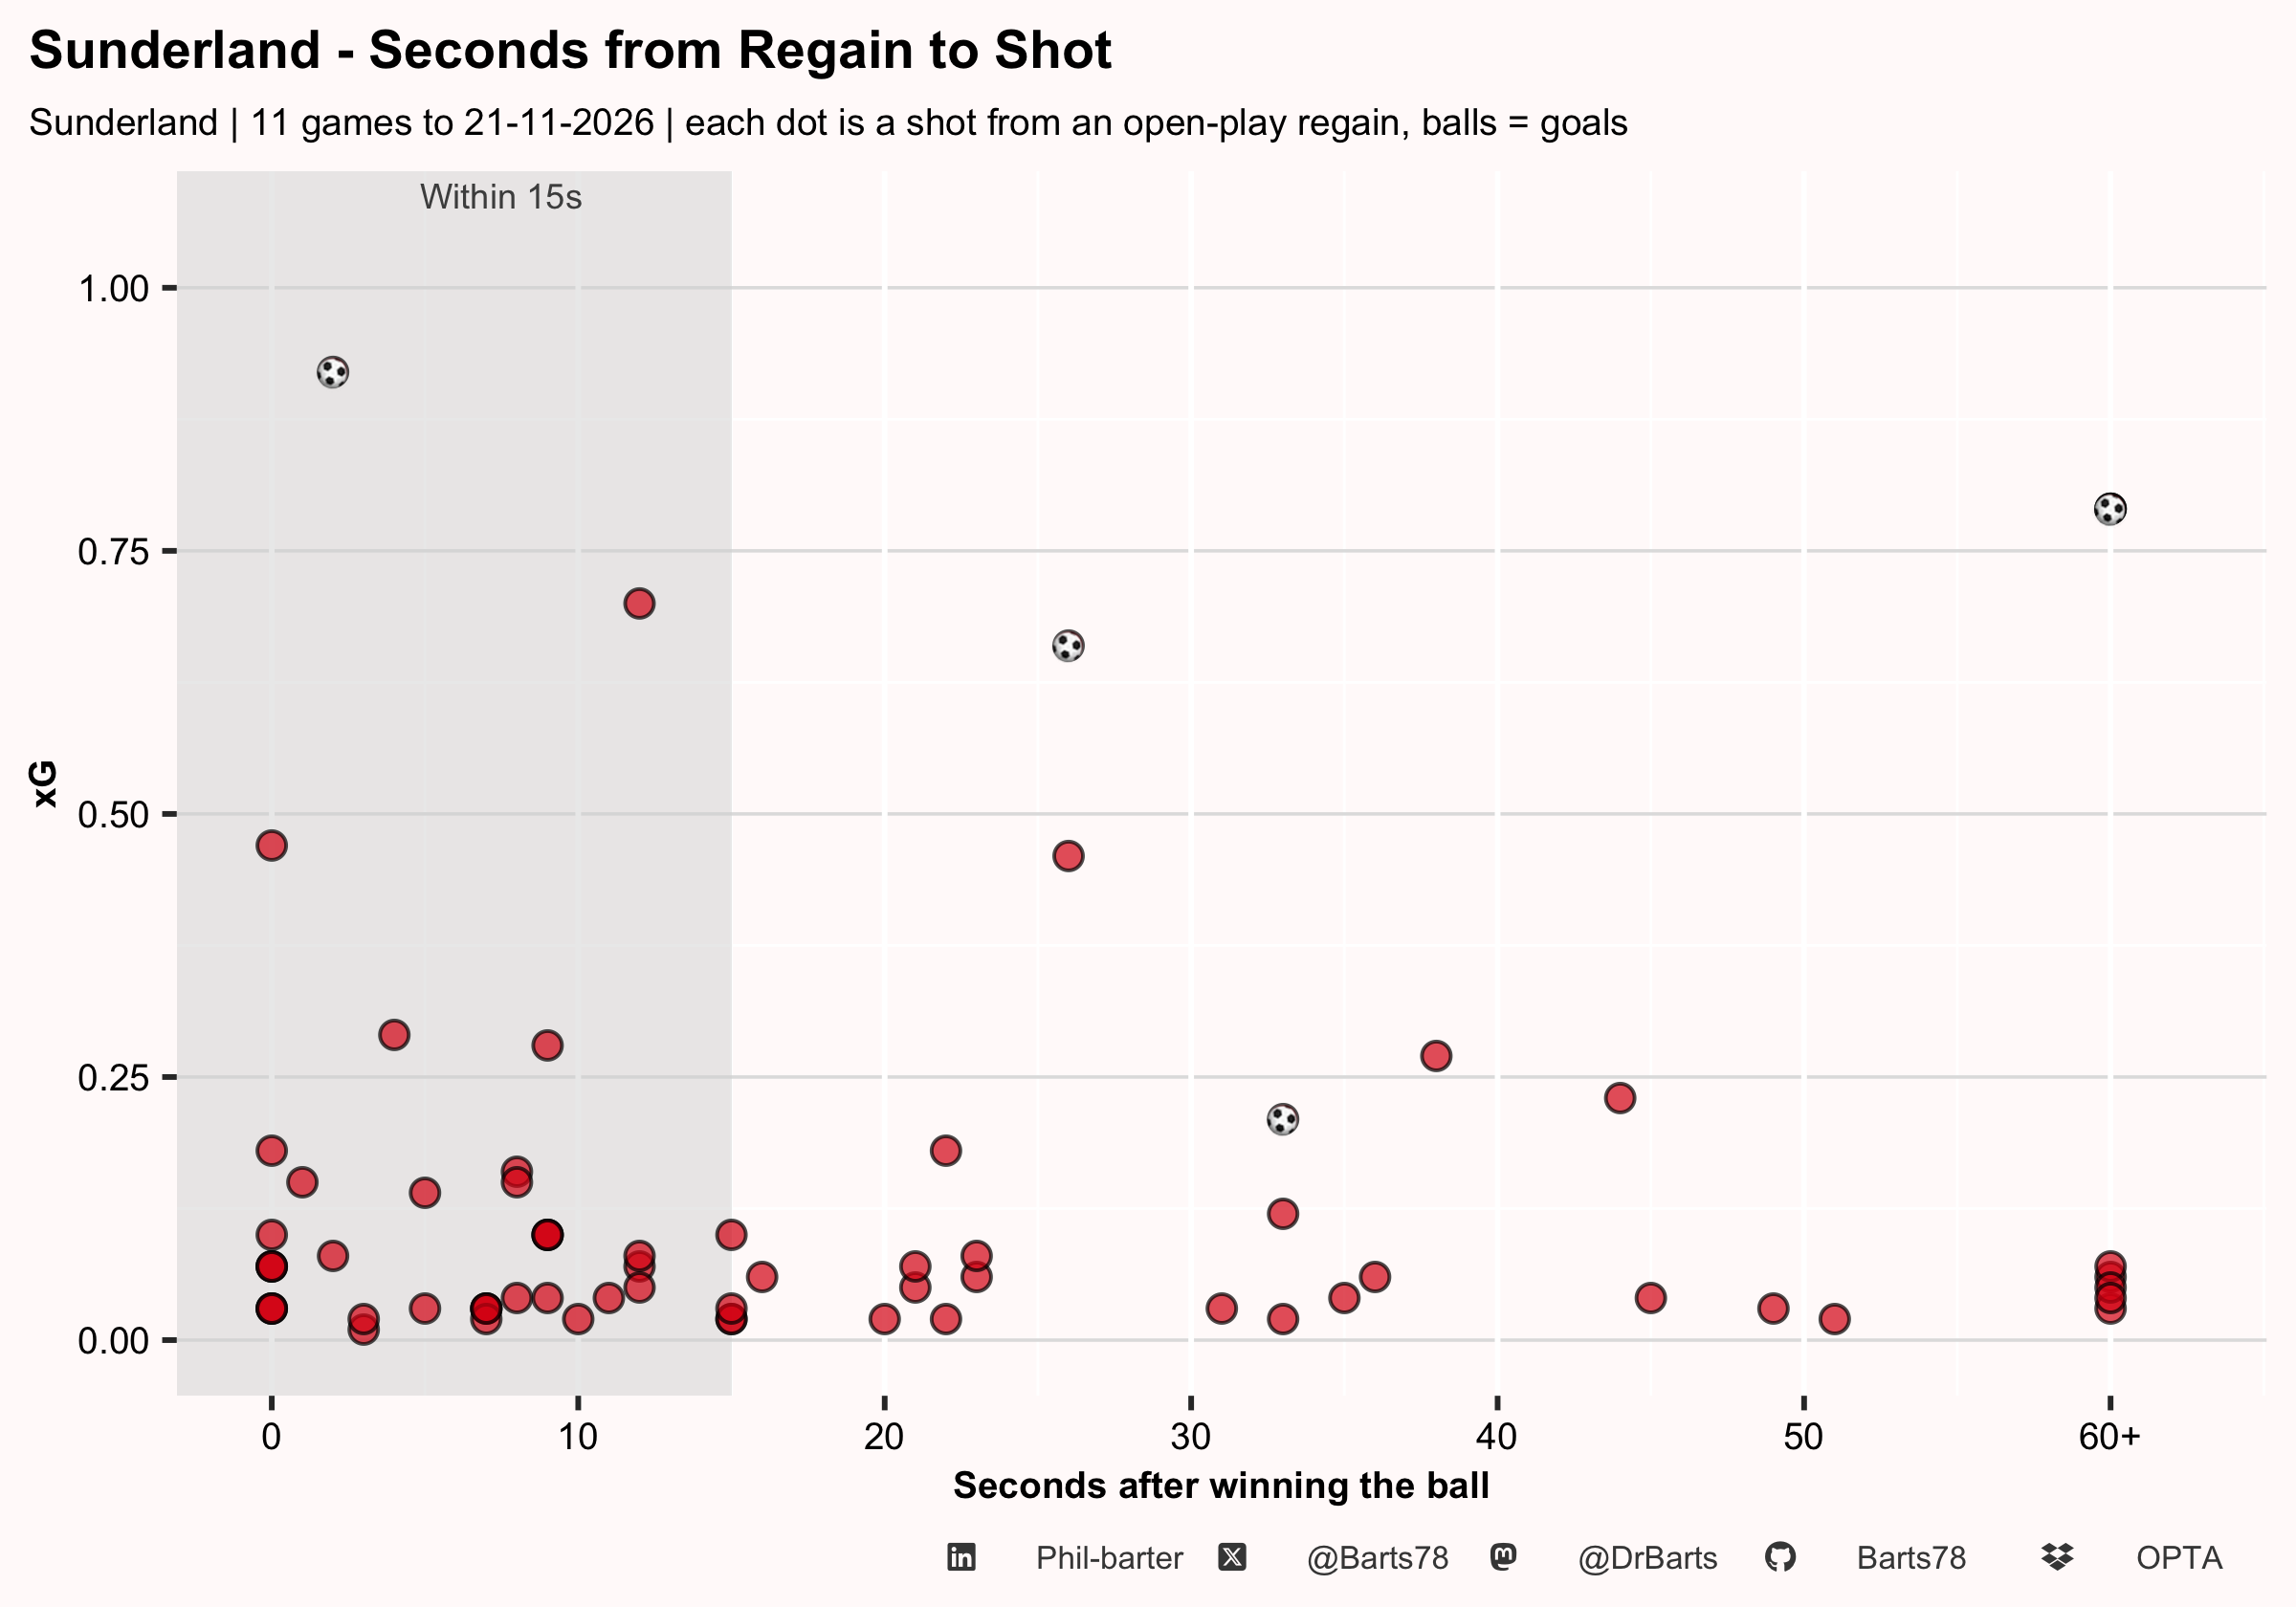 Sunderland - Seconds from Regain to Shot
Sunderland | 11 games to 21-11-2026 | each dot is a shot from an open-play regain, balls = goals
Within 15s
1.00
0.75
0.50
0.25
0.00
xG
0 10 20 30 40 50 60+
Seconds after winning the ball
Phil-barter @Barts78 @DrBarts Barts78 OPTA